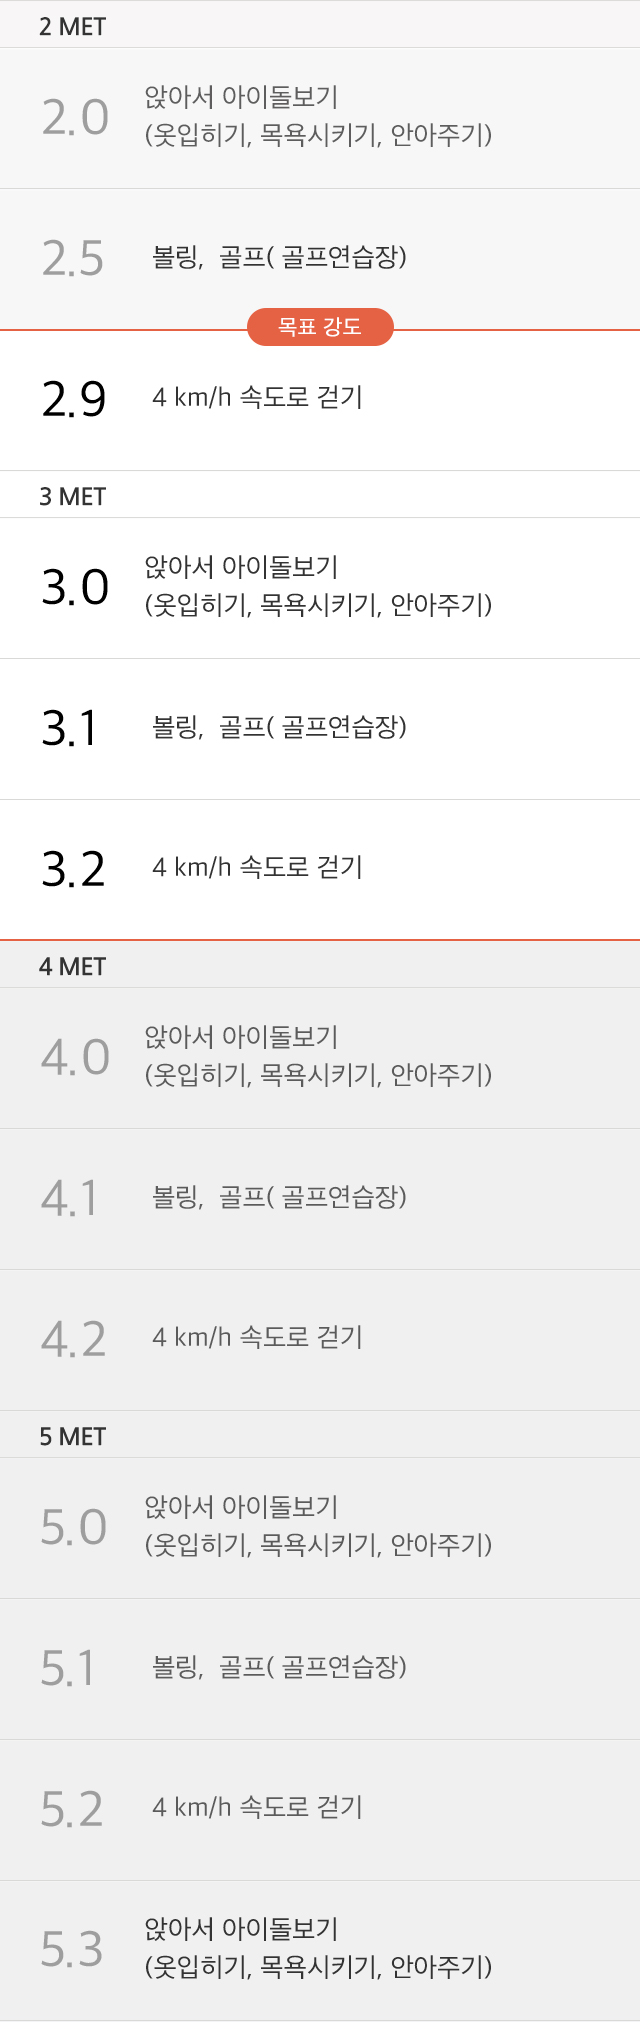 2 MET
2.0
앉아서 아이돌보기
(옷입히기, 목욕시키기, 안아주기)
2.5
볼링,  골프( 골프연습장)
목표 강도
2.9
4 km/h 속도로 걷기
3 MET
3.0
앉아서 아이돌보기
(옷입히기, 목욕시키기, 안아주기)
3.1
볼링,  골프( 골프연습장)
3.2
4 km/h 속도로 걷기
4 MET
4.0
앉아서 아이돌보기
(옷입히기, 목욕시키기, 안아주기)
4.1
볼링,  골프( 골프연습장)
4.2
4 km/h 속도로 걷기
5 MET
5.0
앉아서 아이돌보기
(옷입히기, 목욕시키기, 안아주기)
5.1
볼링,  골프( 골프연습장)
5.2
4 km/h 속도로 걷기
5.3
앉아서 아이돌보기
(옷입히기, 목욕시키기, 안아주기)